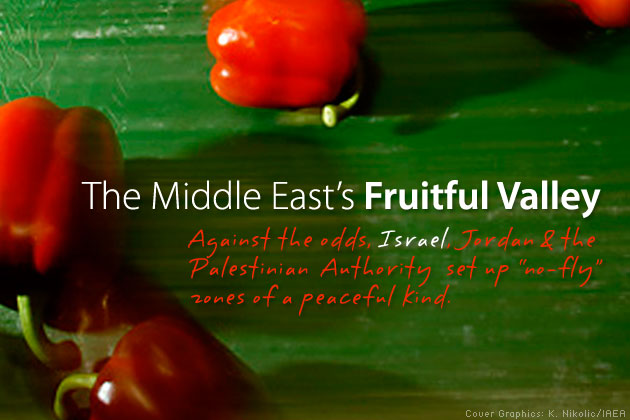 The Middle East's Fruitful Valley
Against the odds, Israel, Jordan & the
Palestinian Authority set up "no-fly"
zones of a peaceful kind.
Cover Graphics: K. Nikolic/IAEA